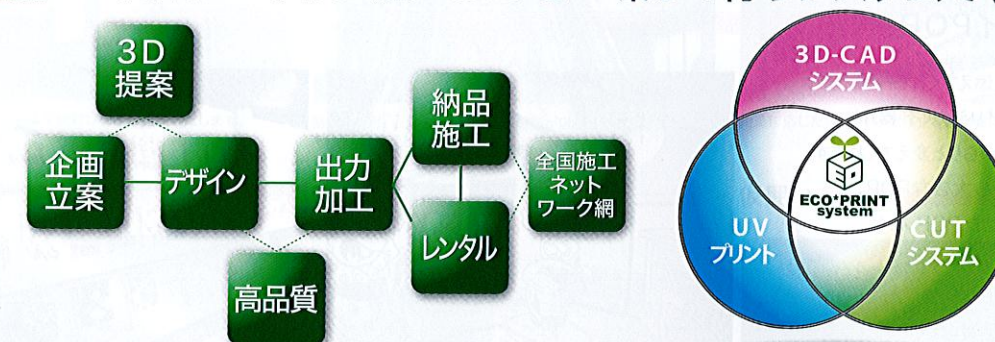 3D
提案
企画
立案
デザイン
出力
加工
納品
施工
レンタル
全国施工
ネット
ワーク網
高品質
3D-CAD
システム
ECO*PRINT
system
UV
プリント
CUT
システム